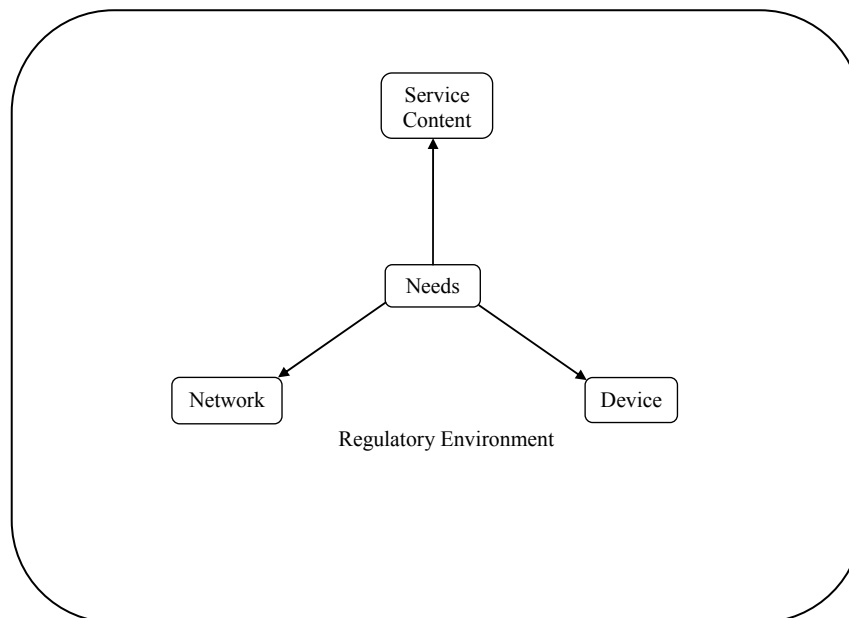 Service
Content
Needs
Network
Device
Regulatory Environment